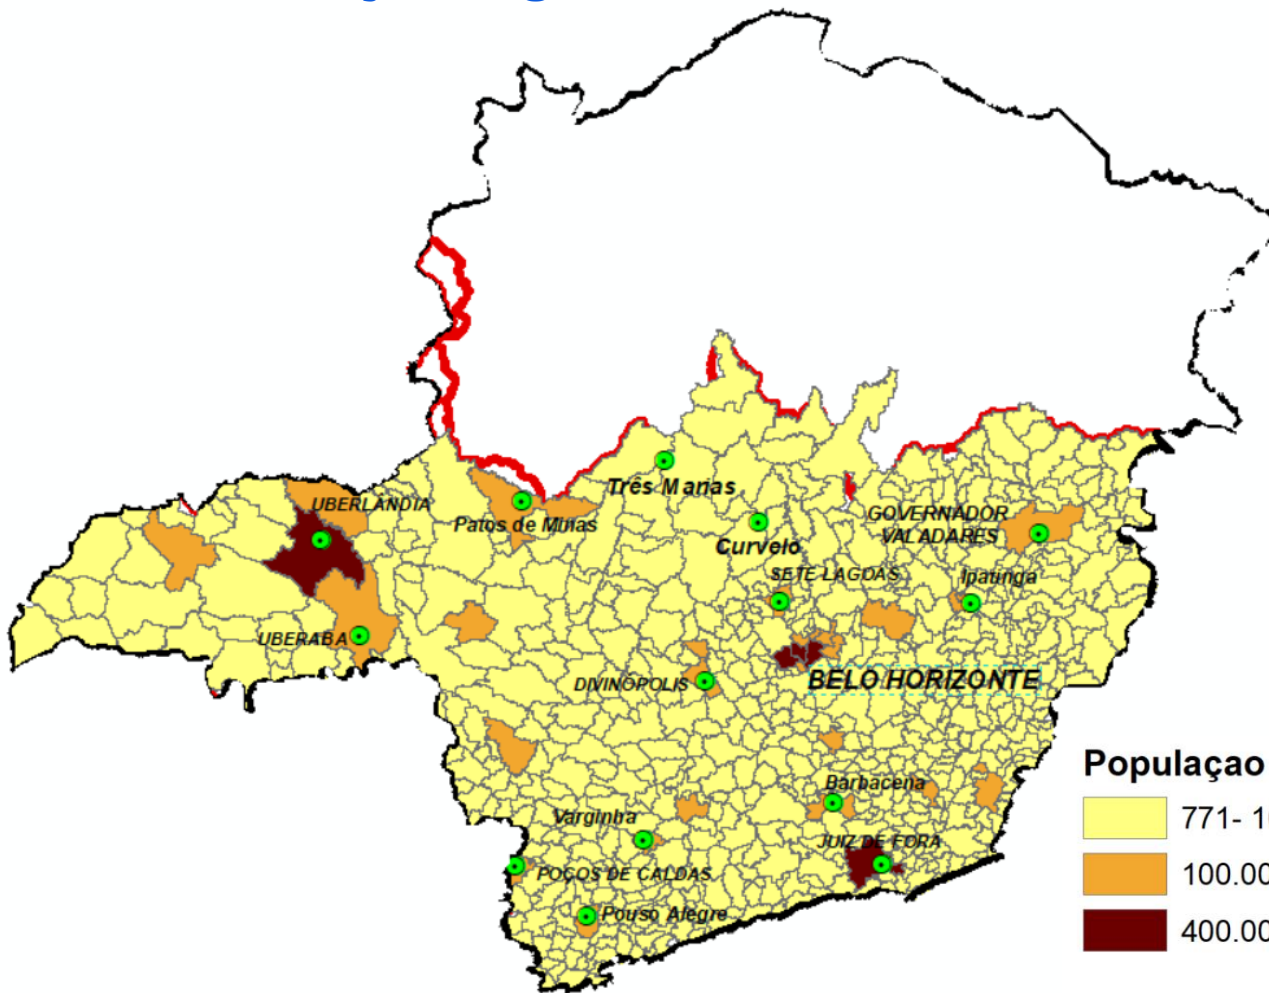 UBERLÂNDIA
Três Marias
Patos de Minas
GOVERNADOR
VALADARES
Curvelo
SETE LAGOAS
Ipatinga
UBERABA
DIVINÓPOLIS
BELO HORIZONTE
Populaçao
771- 1
100.00
400.00
Barbacena
Varginha
JUIZ DE FORA
POÇOS DE CALDAS
Pouso Alegre